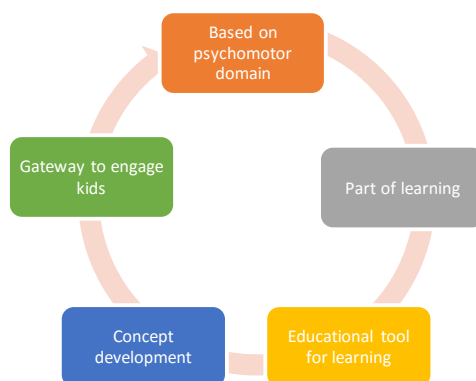 Based on
psychomotor
domain
Part of learning
Educational tool
for learning
Concept
development
Gateway to engage
kids